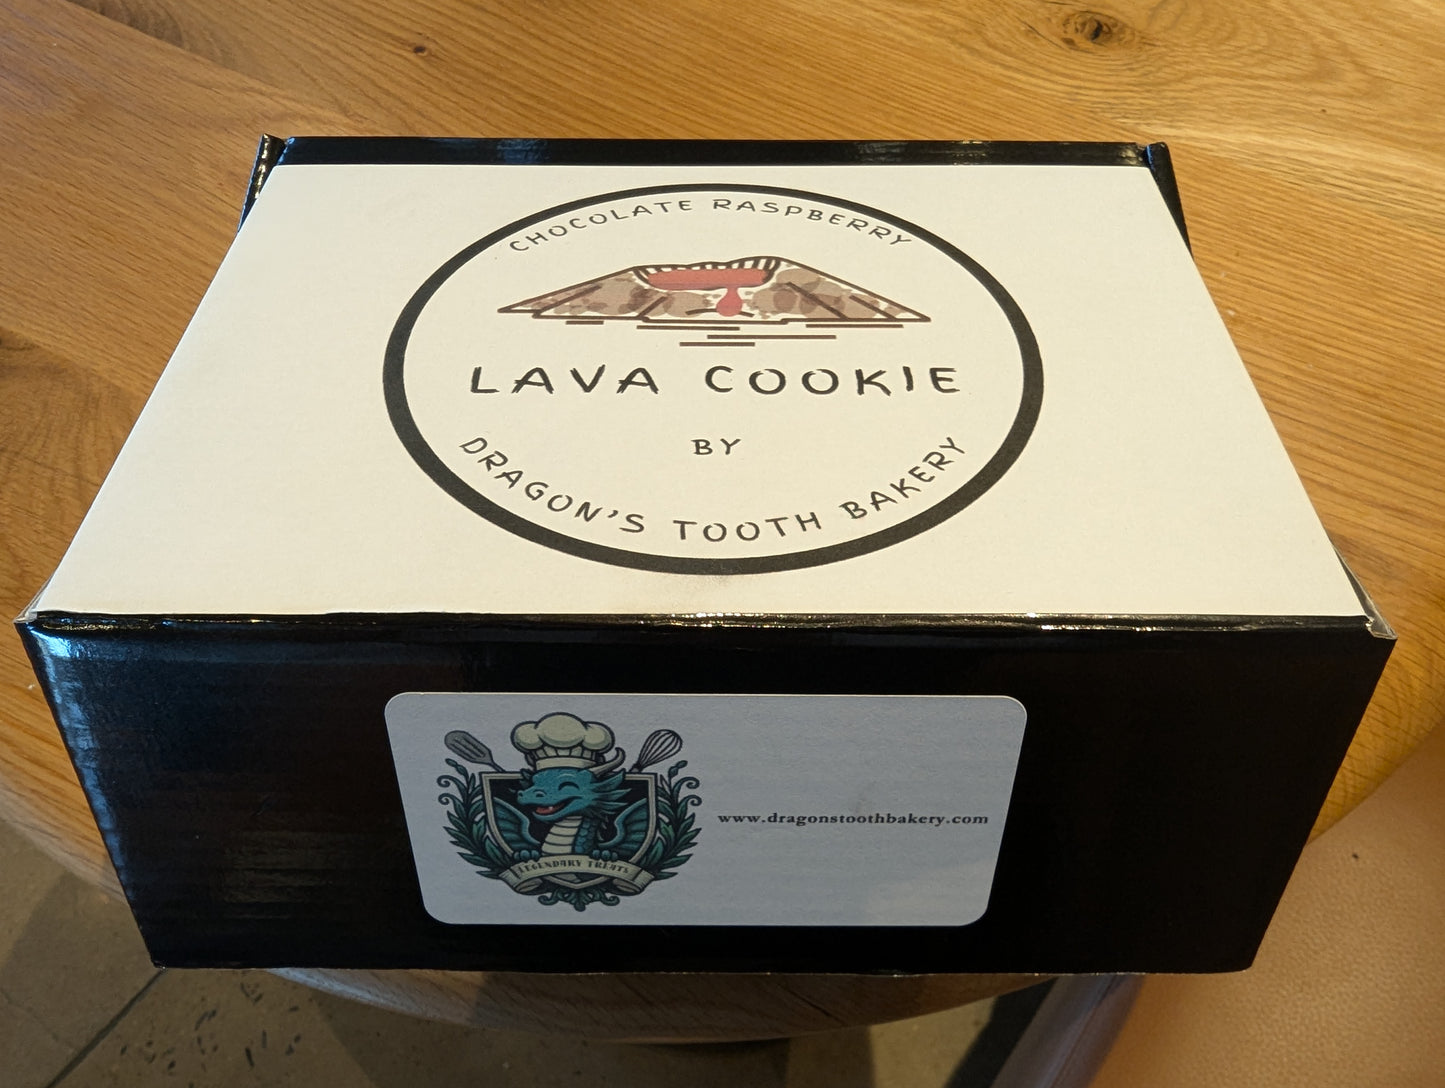 CHOCOLATE RASPBERRY
LAVA COOKIE
BY
DRAGON'S TOOTH BAKERY
www.dragonstoothbakery.com
LEGENDARY TREATS